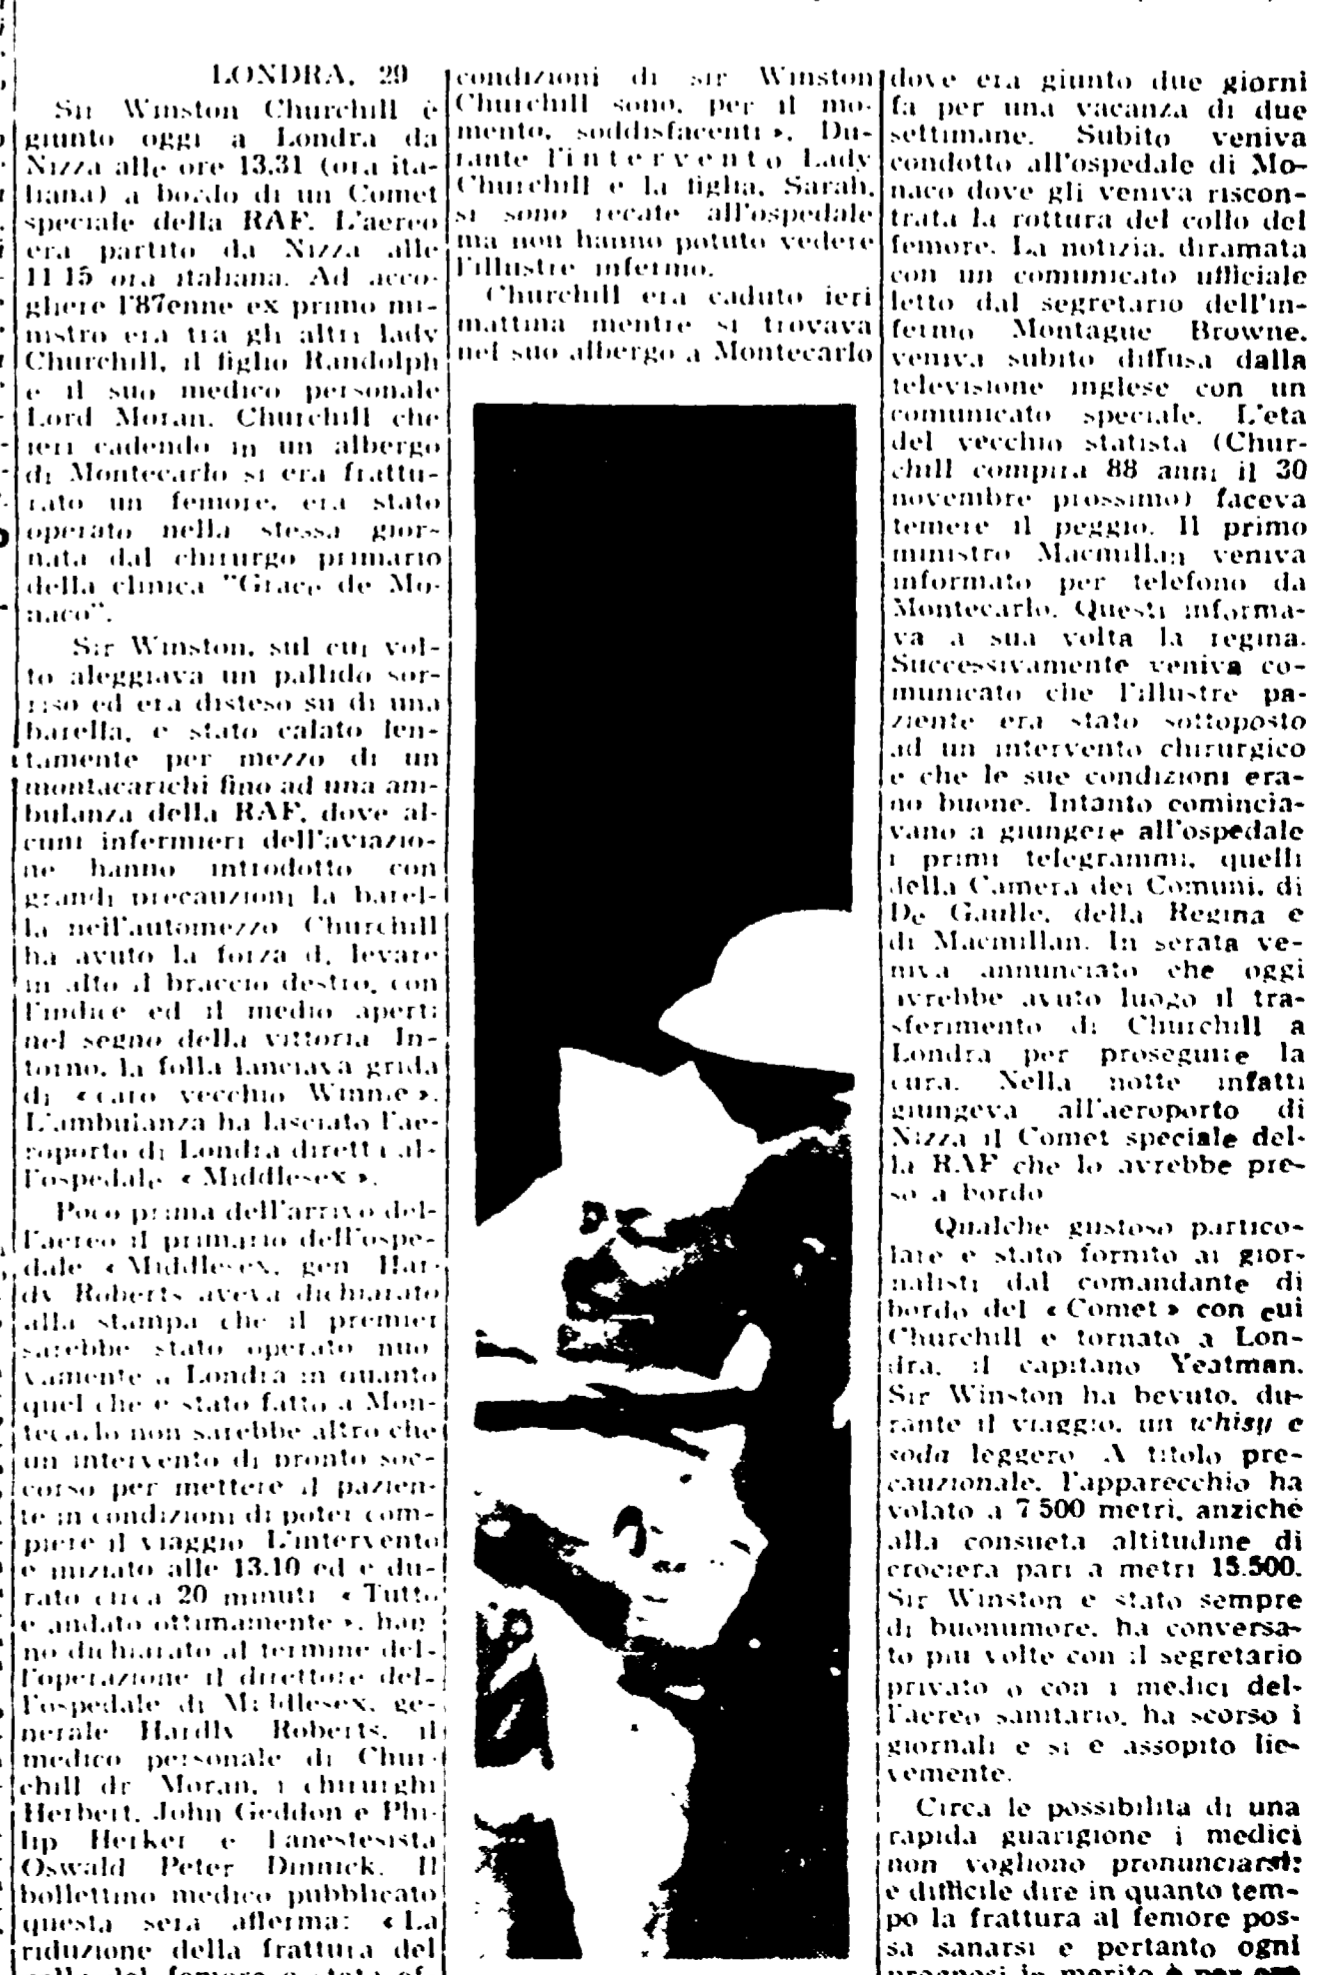 LONDRA, 29
Sir Winston Churchill è
giunto oggi a Londra da
Nizza alle ore 13,31 (ora ita-
liana) a bordo di un Comet
speciale della RAF. L'aereo
era partito da Nizza alle
11 15 ora italiana. Ad acco-
gliere l'87enne ex primo mi-
nistro era tra gli altri lady
Churchill, il figlio Randolph
e il suo medico personale
Lord Moran. Churchill che
ieri cadendo in un albergo
di Montecarlo si era frattu-
rato un femore, era stato
operato nella stessa gior-
nata dal chirurgo primario
della clinica "Grace de Mo-
naco".
Sir Winston, sul cui vol-
to aleggiava un pallido sor-
riso ed era disteso su di una
barella, e stato calato len-
tamente per mezzo di un
montacarichi fino ad una am-
bulanza della RAF, dove al-
cuni infermieri dell'aviazio-
ne hanno introdotto con
grandi precauzioni la barel-
la nell'automezzo Churchill
ha avuto la forza di levare
in alto il braccio destro, con
l'indice ed il medio aperti
nel segno della vittoria In-
torno, la folla lanciava grida
di « caro vecchio Winnie ».
L'ambulanza ha lasciato l'ae-
roporto di Londra diretta al-
l'ospedale « Middlesex ».
Poco prima dell'arrivo del-
l'aereo il primario dell'ospe-
dale « Middlesex, gen Har-
dy Roberts aveva dichiarato
alla stampa che il premier
sarebbe stato operato nuo
vamente a Londra in quanto
quel che e stato fatto a Mon-
tecarlo non sarebbe altro che
un intervento di pronto soc-
corso per mettere il pazien-
te in condizioni di poter com-
piere il viaggio L'intervento
e iniziato alle 13.10 ed e du-
rato circa 20 minuti « Tutto
e andato ottimamente », han
no dichiarato al termine del-
l'operazione il direttore del-
l'ospedale di Middlesex, ge-
nerale Hardly Roberts, il
medico personale di Chur-
chill dr Moran, i chirurghi
Herbert, John Geddon e Phi-
lip Herker e l'anestesista
Oswald Peter Dinnick. Il
bollettino medico pubblicato
questa sera afferma: « La
riduzione della frattura del
condizioni di sir Winston
Churchill sono, per il mo-
mento, soddisfacenti ». Du-
rante l'intervento Lady
Churchill e la figlia, Sarah,
si sono recate all'ospedale
ma non hanno potuto vedere
l'illustre infermo.
Churchill era caduto ieri
mattina mentre si trovava
nel suo albergo a Montecarlo
dove era giunto due giorni
fa per una vacanza di due
settimane. Subito veniva
condotto all'ospedale di Mo-
naco dove gli veniva riscon-
trata la rottura del collo del
femore. La notizia, diramata
con un comunicato ufficiale
letto dal segretario dell'in-
fermo Montague Browne,
veniva subito diffusa dalla
televisione inglese con un
comunicato speciale. L'eta
del vecchio statista (Chur-
chill compira 88 anni il 30
novembre prossimo) faceva
temere il peggio. Il primo
ministro Macmillan veniva
informato per telefono da
Montecarlo. Questi informa-
va a sua volta la regina.
Successivamente veniva co-
municato che l'illustre pa-
ziente era stato sottoposto
ad un intervento chirurgico
e che le sue condizioni era-
no buone. Intanto comincia-
vano a giungere all'ospedale
i primi telegrammi, quelli
della Camera dei Comuni, di
De Gaulle, della Regina e
di Macmillan. In serata ve-
niva annunciato che oggi
avrebbe avuto luogo il tra-
sferimento di Churchill a
Londra per proseguire la
cura. Nella notte infatti
giungeva all'aeroporto di
Nizza il Comet speciale del-
la RAF che lo avrebbe pre-
so a bordo
Qualche gustoso partico-
lare e stato fornito ai gior-
nalisti dal comandante di
bordo del « Comet » con cui
Churchill e tornato a Lon-
dra, il capitano Yeatman.
Sir Winston ha bevuto, du-
rante il viaggio, un whisy e
soda leggero A titolo pre-
cauzionale, l'apparecchio ha
volato a 7 500 metri, anziché
alla consueta altitudine di
crociera pari a metri 15.500.
Sir Winston e stato sempre
di buonumore, ha conversa-
to piu volte con il segretario
privato o con i medici del-
l'aereo sanitario, ha scorso i
giornali e si e assopito lie-
vemente.
Circa le possibilita di una
rapida guarigione i medici
non vogliono pronunciarsi:
e difficile dire in quanto tem-
po la frattura al femore pos-
sa sanarsi e pertanto ogni